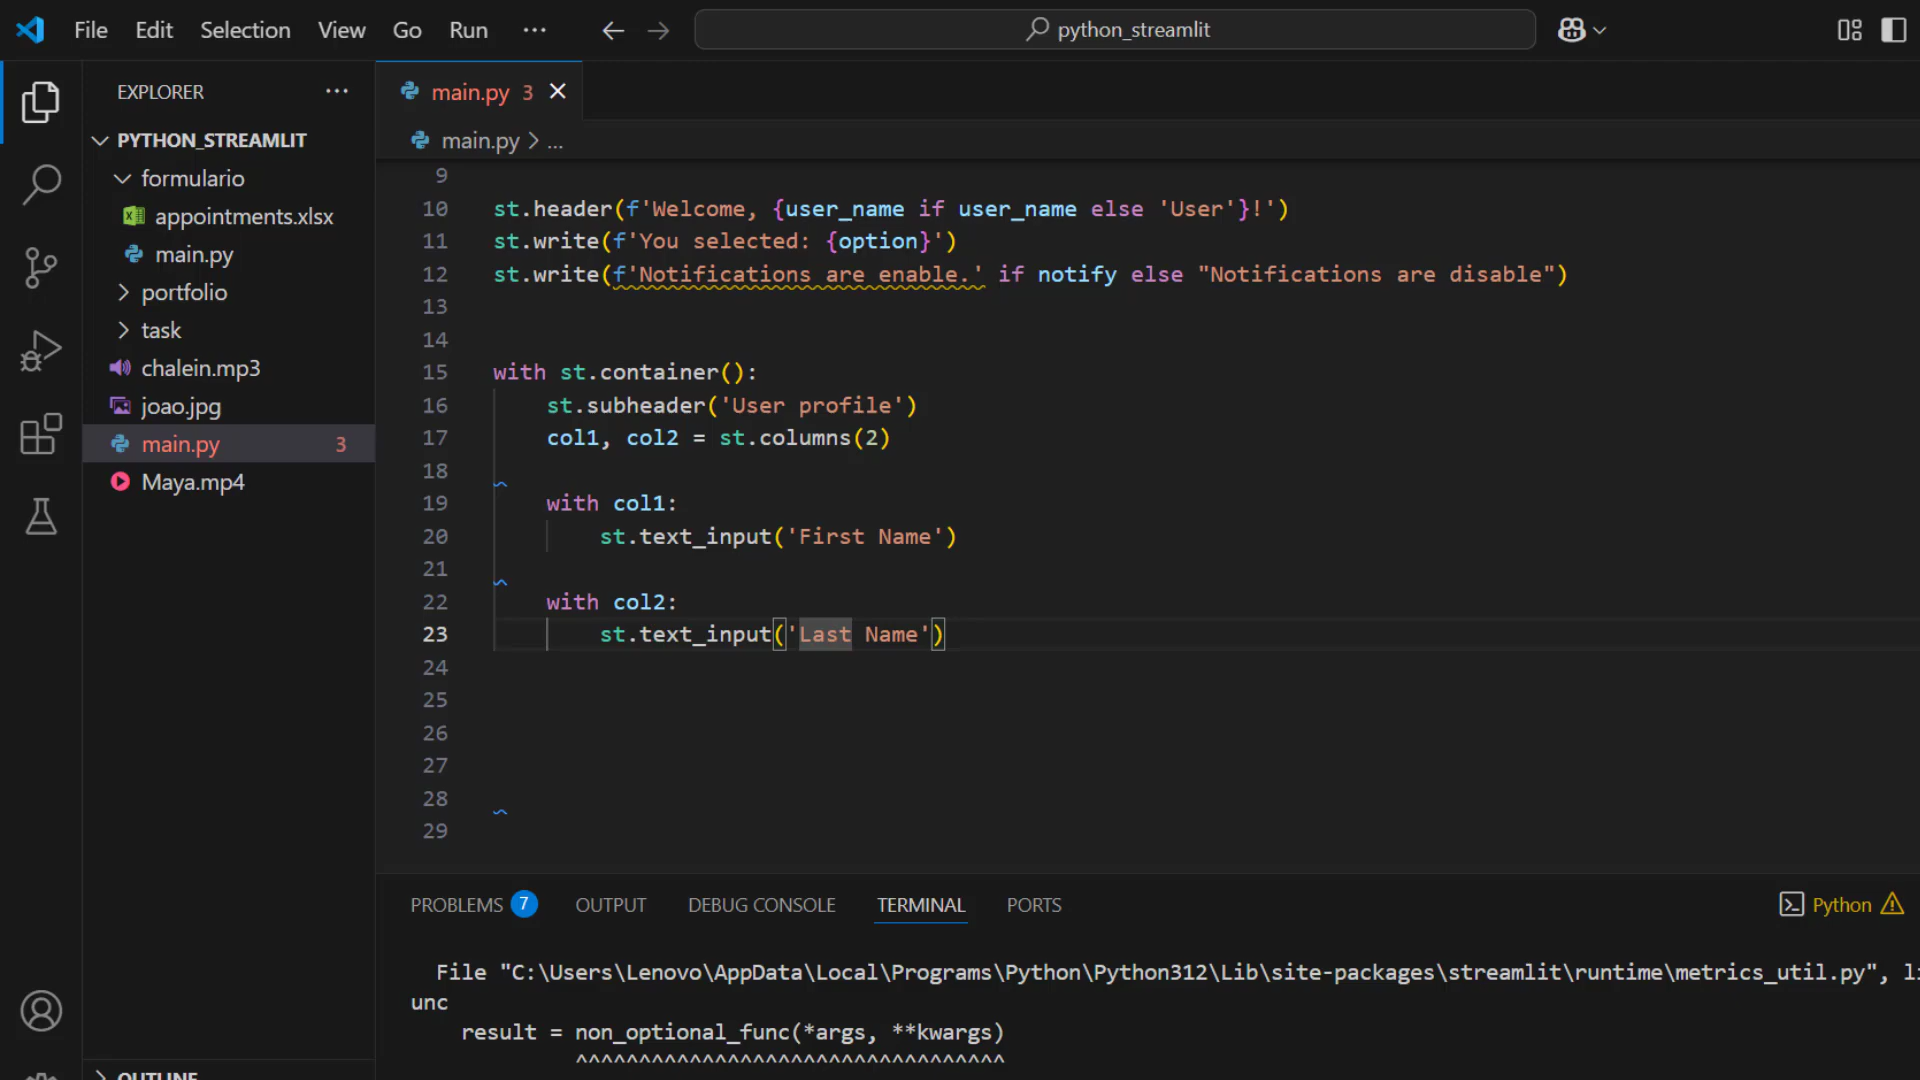 File Edit Selection View Go Run ··· python_streamlit
EXPLORER ···
PYTHON_STREAMLIT
formulario
appointments.xlsx
main.py
portfolio
task
chalein.mp3
joao.jpg
main.py 3
Maya.mp4
OUTLINE
main.py 3
main.py > ...
9
10 st.header(f'Welcome, {user_name if user_name else 'User'}!')
11 st.write(f'You selected: {option}')
12 st.write(f'Notifications are enable.' if notify else "Notifications are disable")
13
14
15 with st.container():
16 st.subheader('User profile')
17 col1, col2 = st.columns(2)
18
19 with col1:
20 st.text_input('First Name')
21
22 with col2:
23 st.text_input('Last Name')
24
25
26
27
28
29
PROBLEMS 7 OUTPUT DEBUG CONSOLE TERMINAL PORTS Python
File "C:\Users\Lenovo\AppData\Local\Programs\Python\Python312\Lib\site-packages\streamlit\runtime\metrics_util.py",
unc
result = non_optional_func(*args, **kwargs)
^^^^^^^^^^^^^^^^^^^^^^^^^^^^^^^^^^